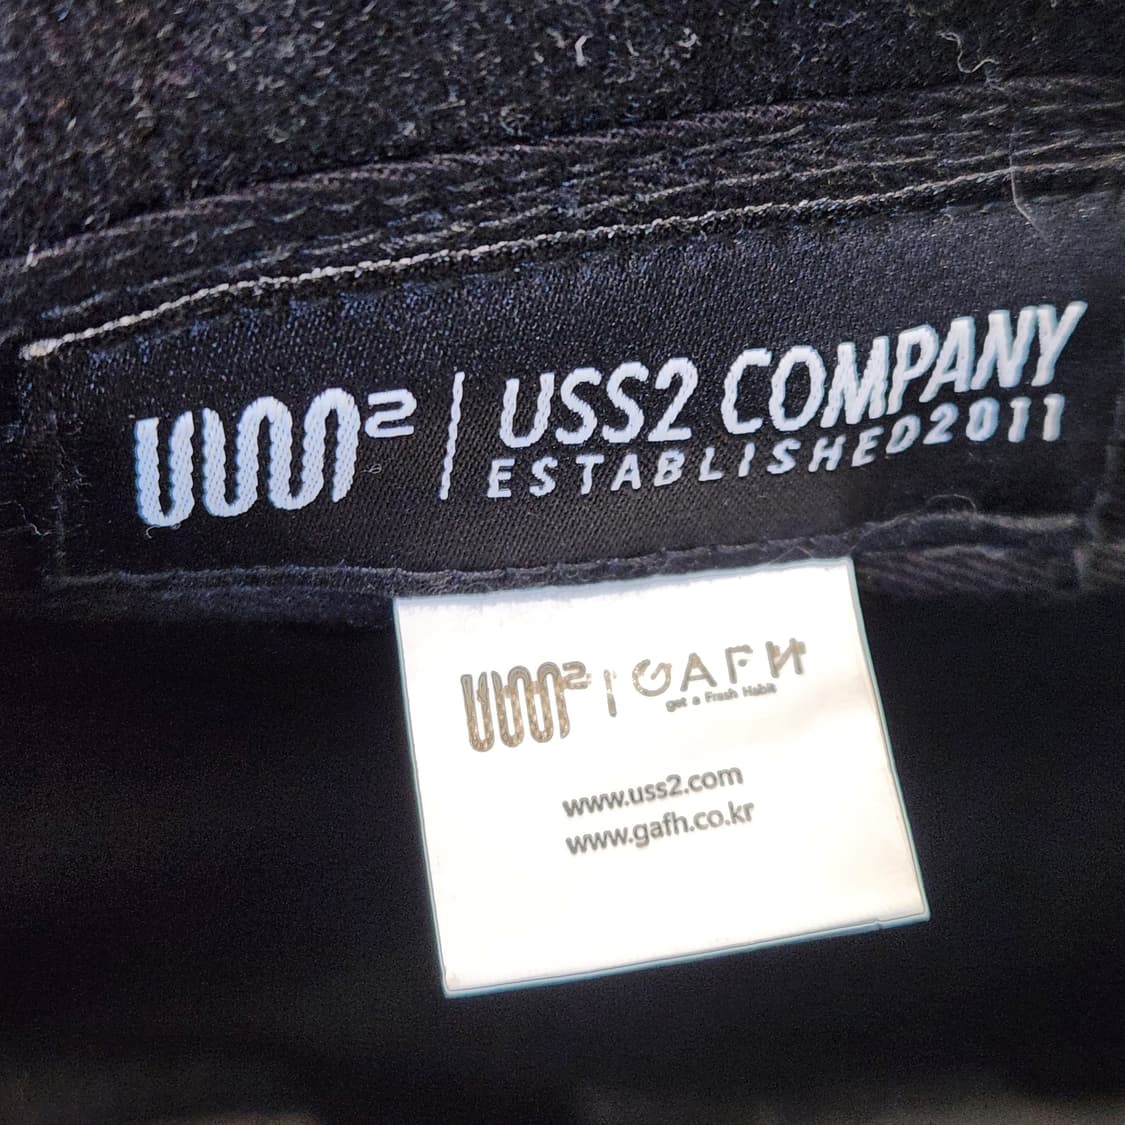 USS2 COMPANY
ESTABLISHED2011
GAFH
get a Fresh Habit
www.uss2.com
www.gafh.co.kr